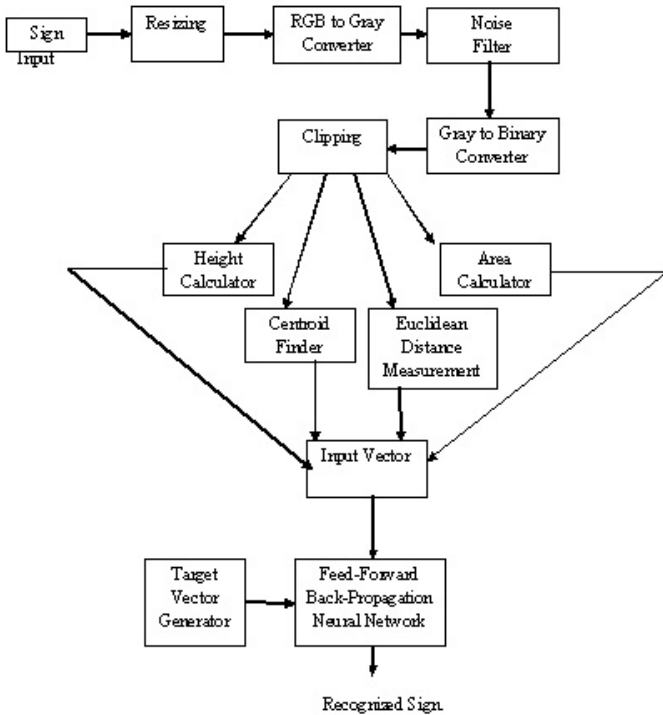 Sign
Input
Resizing
RGB to Gray
Converter
Noise
Filter
Clipping
Gray to Binary
Converter
Height
Calculator
Area
Calculator
Centroid
Finder
Euclidean
Distance
Measurement
Input Vector
Target
Vector
Generator
Feed-Forward
Back-Propagation
Neural Network
Recognized Sign.